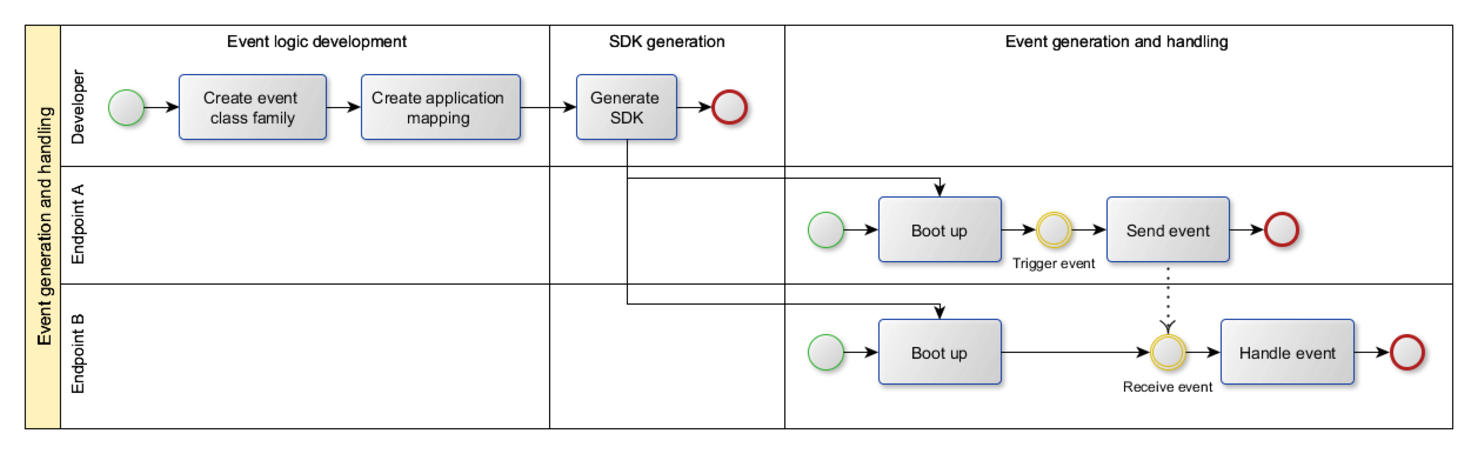 Event generation and handling
Event logic development
SDK generation
Event generation and handling
Developer
Create event
class family
Create application
mapping
Generate
SDK
Endpoint A
Boot up
Trigger event
Send event
Endpoint B
Boot up
Receive event
Handle event